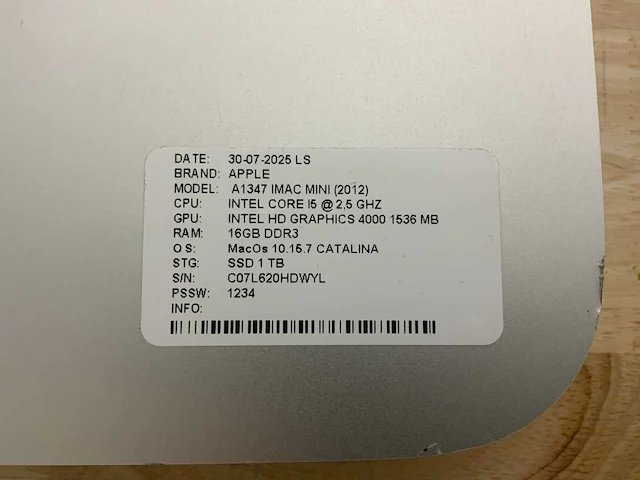 DATE: 30-07-2025 LS
BRAND: APPLE
MODEL: A1347 IMAC MINI (2012)
CPU: INTEL CORE I5 @ 2,5 GHZ
GPU: INTEL HD GRAPHICS 4000 1536 MB
RAM: 16GB DDR3
OS: MacOs 10.15.7 CATALINA
STG: SSD 1 TB
S/N: C07L620HDWYL
PSSW: 1234
INFO: